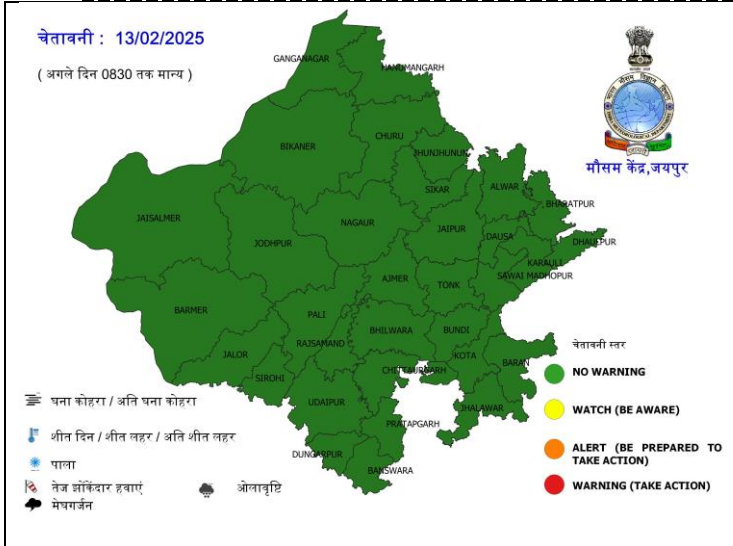 चेतावनी : 13/02/2025
( अगले दिन 0830 तक मान्य )
मौसम केंद्र,जयपुर
GANGANAGAR
HANUMANGARH
BIKANER
CHURU
JHUNJHUNUN
SIKAR
ALWAR
BHARATPUR
JAISALMER
JODHPUR
NAGAUR
JAIPUR
DAUSA
DHAULPUR
KARAULI
SAWAI MADHOPUR
AJMER
TONK
BARMER
PALI
BHILWARA
BUNDI
RAJSAMAND
JALOR
SIROHI
CHITTAURGARH
KOTA
BARAN
UDAIPUR
JHALAWAR
PRATAPGARH
DUNGARPUR
BANSWARA
चेतावनी स्तर
NO WARNING
WATCH (BE AWARE)
ALERT (BE PREPARED TO
TAKE ACTION)
WARNING (TAKE ACTION)
घना कोहरा / अति घना कोहरा
शीत दिन / शीत लहर / अति शीत लहर
पाला
तेज झोंकेंदार हवाएं ओलावृष्टि
मेघगर्जन